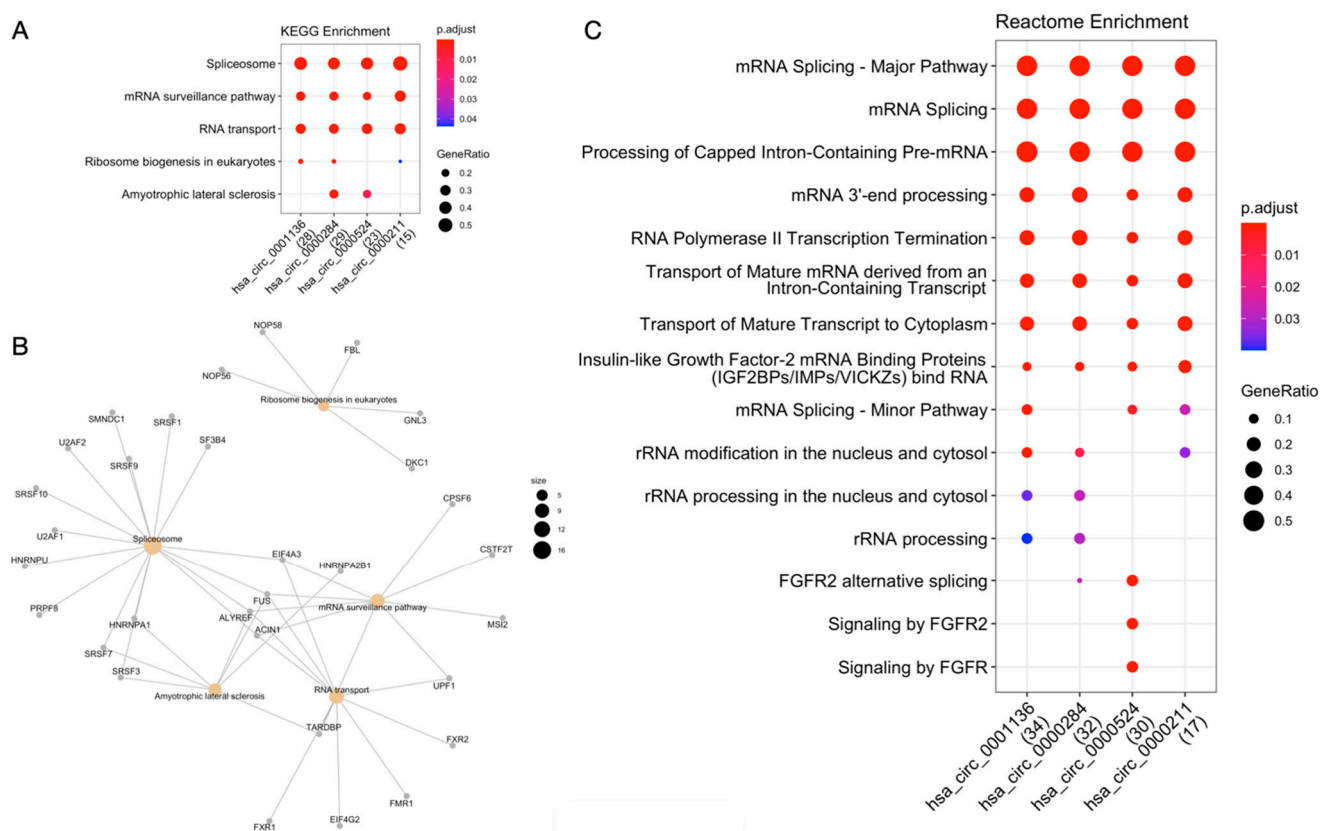 A
KEGG Enrichment
Spliceosome
mRNA surveillance pathway
RNA transport
Ribosome biogenesis in eukaryotes
Amyotrophic lateral sclerosis
hsa_circ_0001136
(28)
hsa_circ_0000284
(29)
hsa_circ_0000524
(23)
hsa_circ_0000211
(15)
p.adjust
0.01
0.02
0.03
0.04
GeneRatio
0.2
0.3
0.4
0.5
B
NOP58
FBL
NOP56
Ribosome biogenesis in eukaryotes
GNL3
DKC1
SMNDC1
SRSF1
U2AF2
SF3B4
SRSF9
SRSF10
U2AF1
Spliceosome
HNRNPU
PRPF8
HNRNPA1
SRSF7
SRSF3
CPSF6
CSTF2T
EIF4A3
HNRNPA2B1
FUS
mRNA surveillance pathway
ALYREF
ACIN1
MSI2
Amyotrophic lateral sclerosis
RNA transport
UPF1
TARDBP
FXR2
FMR1
FXR1
EIF4G2
size
5
9
12
16
C
Reactome Enrichment
mRNA Splicing - Major Pathway
mRNA Splicing
Processing of Capped Intron-Containing Pre-mRNA
mRNA 3'-end processing
RNA Polymerase II Transcription Termination
Transport of Mature mRNA derived from an
Intron-Containing Transcript
Transport of Mature Transcript to Cytoplasm
Insulin-like Growth Factor-2 mRNA Binding Proteins
(IGF2BPs/IMPs/VICKZs) bind RNA
mRNA Splicing - Minor Pathway
rRNA modification in the nucleus and cytosol
rRNA processing in the nucleus and cytosol
rRNA processing
FGFR2 alternative splicing
Signaling by FGFR2
Signaling by FGFR
hsa_circ_0001136
(34)
hsa_circ_0000284
(32)
hsa_circ_0000524
(30)
hsa_circ_0000211
(17)
p.adjust
0.01
0.02
0.03
GeneRatio
0.1
0.2
0.3
0.4
0.5